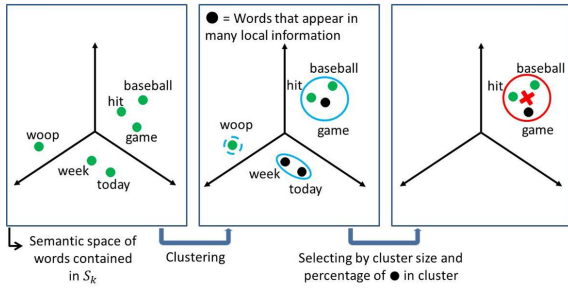 baseball
hit
game
woop
week
today
● = Words that appear in
many local information
baseball
hit
game
woop
week
today
baseball
hit
game
Semantic space of
words contained
in S_k
Clustering
Selecting by cluster size and
percentage of ● in cluster